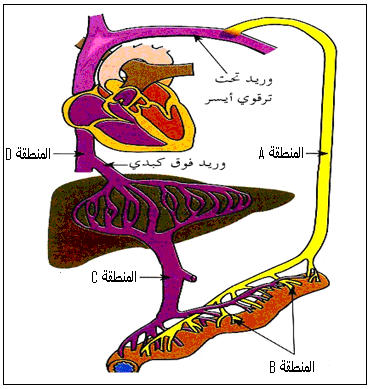 وريد تحت
ترقوي أيسر
المنطقة A
المنطقة D
وريد فوق كبدي
المنطقة C
المنطقة B